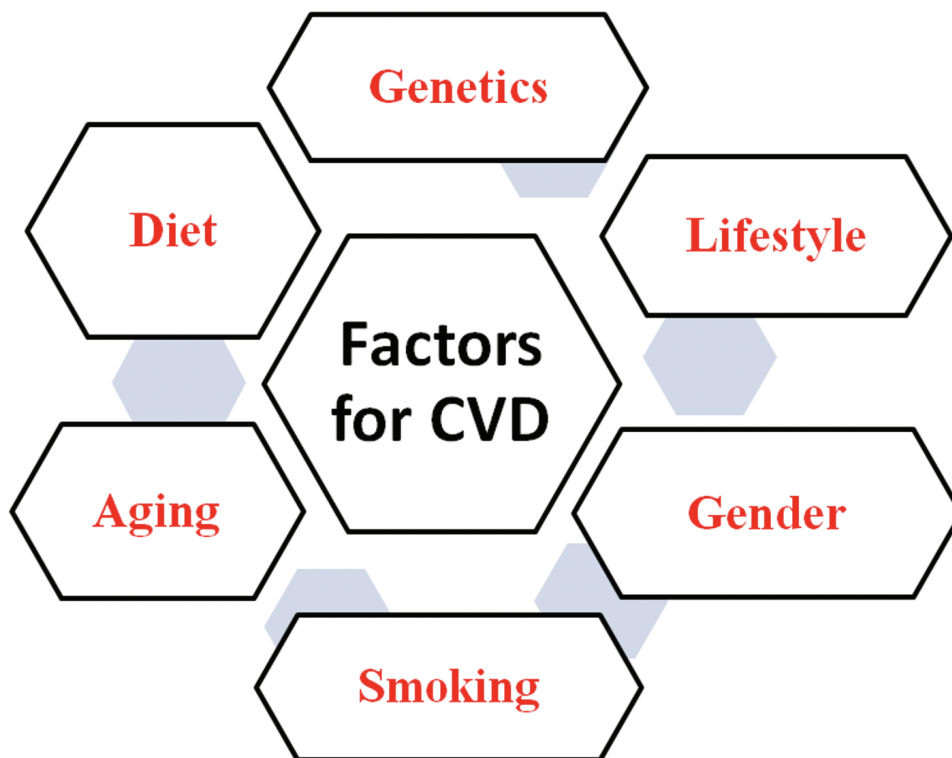 Genetics
Diet
Lifestyle
Factors
for CVD
Aging
Gender
Smoking